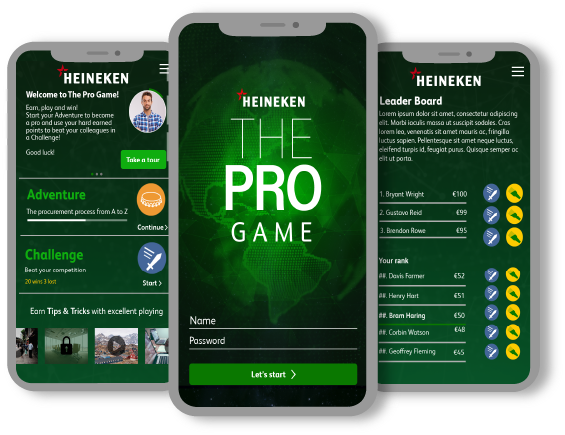 HEINEKEN
Welcome to The Pro Game!
Earn, play and win!
Start your Adventure to become
a pro and use your hard earned
points to beat your colleagues in
a Challenge!
Good luck!
Take a tour
Adventure
The procurement process from A to Z
Continue
Challenge
Beat your competition
20 wins 3 lost
Start
Earn Tips & Tricks with excellent playing
HEINEKEN
THE
PRO
GAME
Name
Password
Let's start
HEINEKEN
Leader Board
Lorem ipsum dolor sit amet, consectetur adipiscing
elit. Morbi iaculis massa ut suscipit sodales. Cras
lorem leo, venenatis sit amet mauris ac, fringilla
luctus sapien. Pellentesque sit amet neque luctus,
eleifend turpis id, feugiat purus. Quisque semper ac
elit ut porta.
1. Bryant Wright €100
2. Gustavo Reid €99
3. Brendon Rowe €95
Your rank
##. Davis Farmer €52
##. Henry Hart €51
##. Bram Haring €50
##. Corbin Watson €48
##. Geoffrey Fleming €45